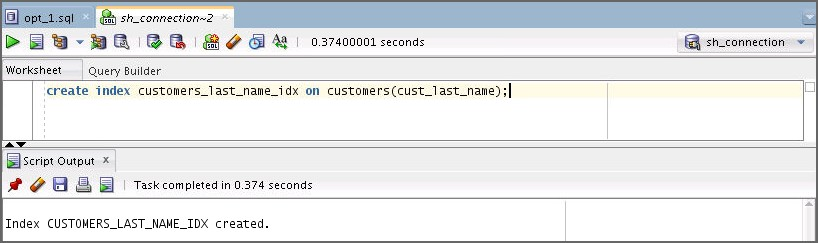 opt_1.sql x sh_connection~2 x
0.37400001 seconds sh_connection
Worksheet Query Builder
create index customers_last_name_idx on customers(cust_last_name);
Script Output x
Task completed in 0.374 seconds
Index CUSTOMERS_LAST_NAME_IDX created.